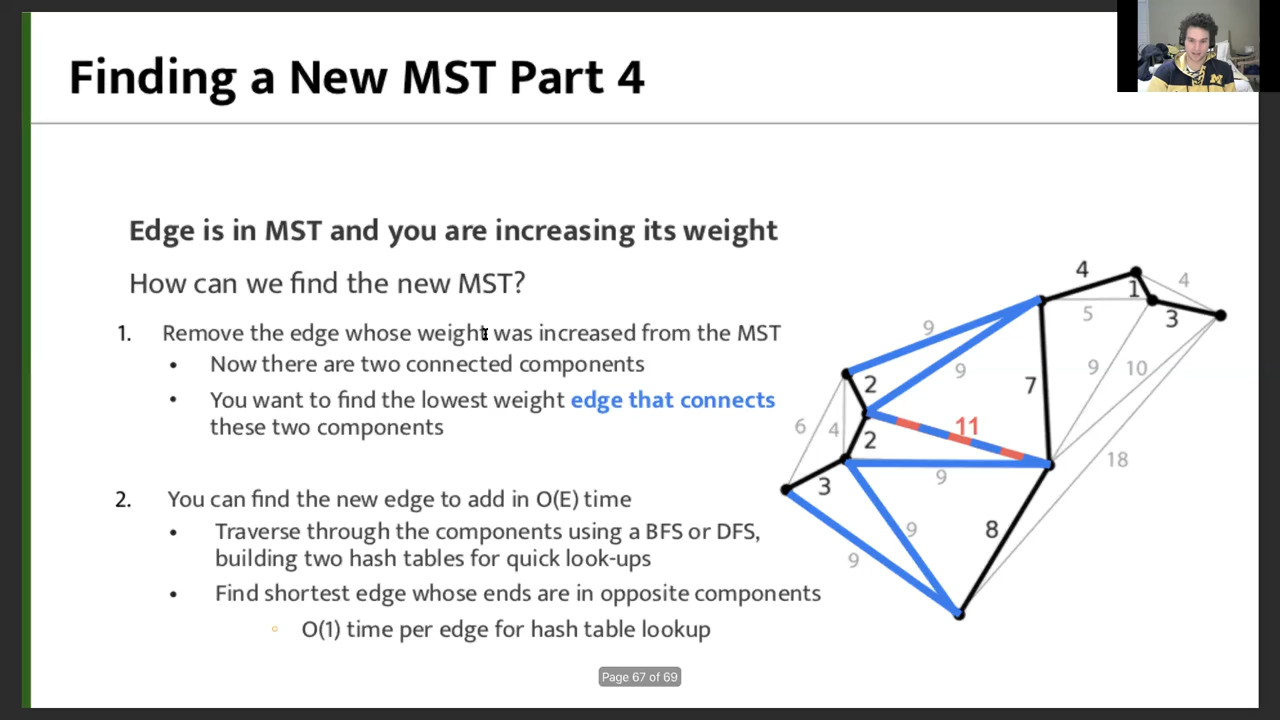 Finding a New MST Part 4
M
Edge is in MST and you are increasing its weight
How can we find the new MST?
1. Remove the edge whose weight was increased from the MST
• Now there are two connected components
• You want to find the lowest weight edge that connects
these two components
2. You can find the new edge to add in O(E) time
• Traverse through the components using a BFS or DFS,
building two hash tables for quick look-ups
• Find shortest edge whose ends are in opposite components
◦ O(1) time per edge for hash table lookup
4
4
1
5
3
9
2
9
7
9
10
6
4
2
11
18
3
9
9
8
9
Page 67 of 69